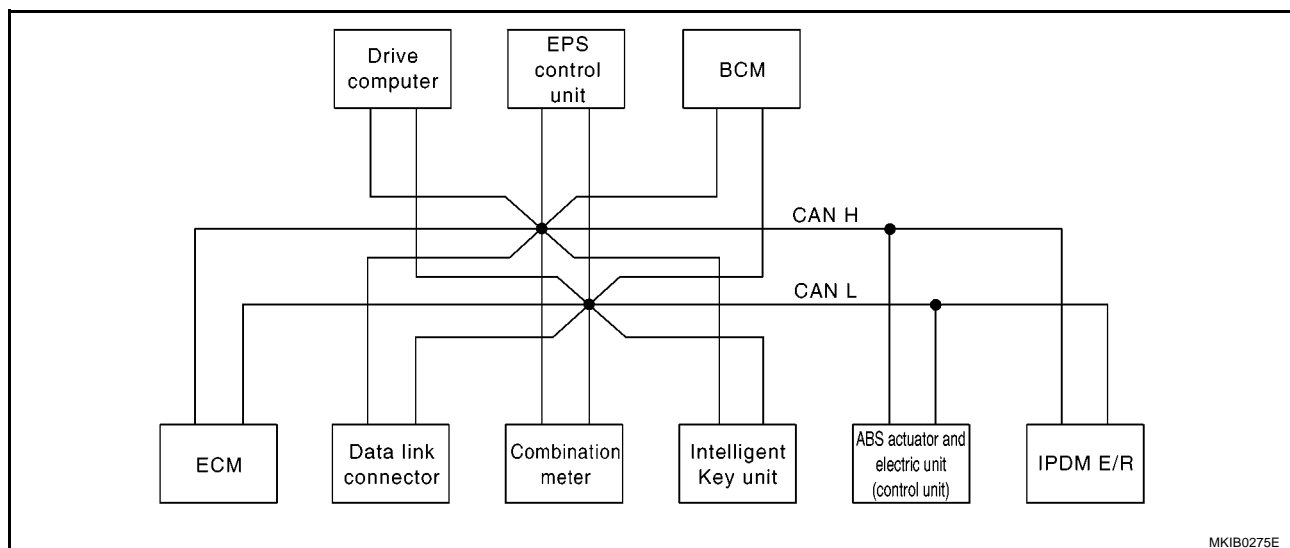 Drive
computer
EPS
control
unit
BCM
CAN H
CAN L
ECM
Data link
connector
Combination
meter
Intelligent
Key unit
ABS actuator and
electric unit
(control unit)
IPDM E/R
MKIB0275E